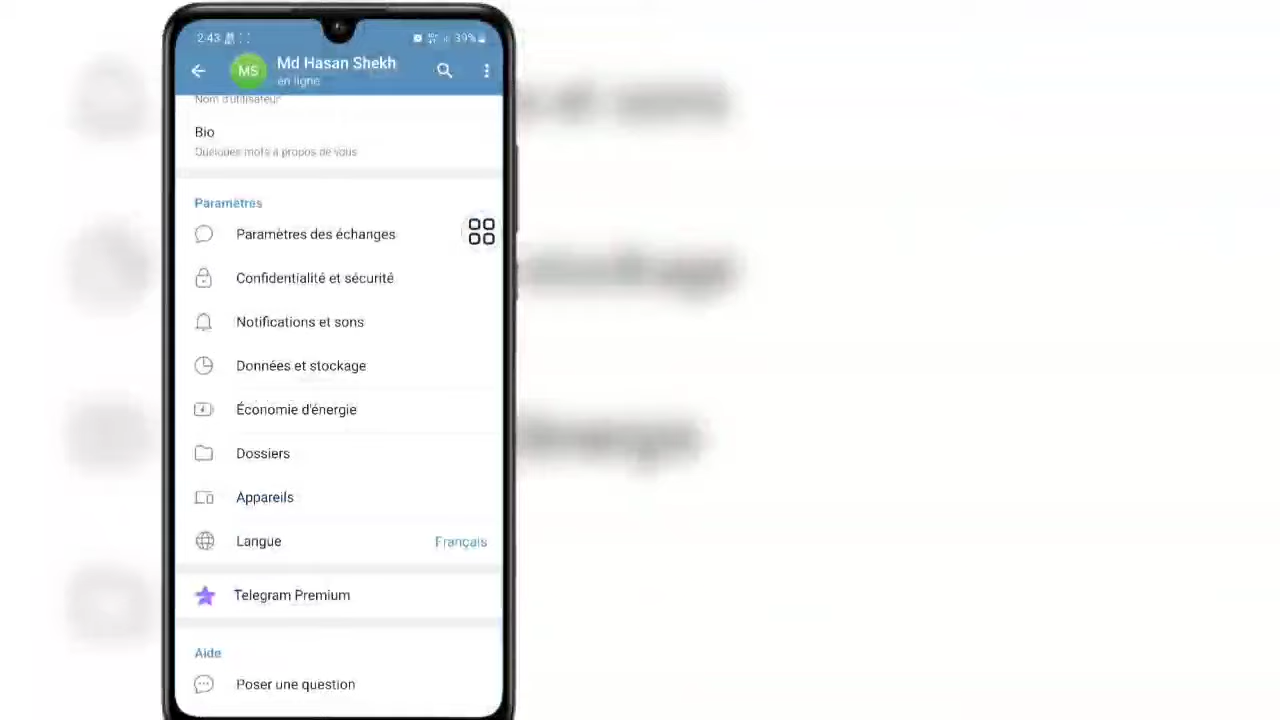 2:43
39%
MS
Md Hasan Shekh
en ligne
Nom d'utilisateur
Bio
Quelques mots à propos de vous
Paramètres
Paramètres des échanges
Confidentialité et sécurité
Notifications et sons
Données et stockage
Économie d'énergie
Dossiers
Appareils
Langue
Français
Telegram Premium
Aide
Poser une question